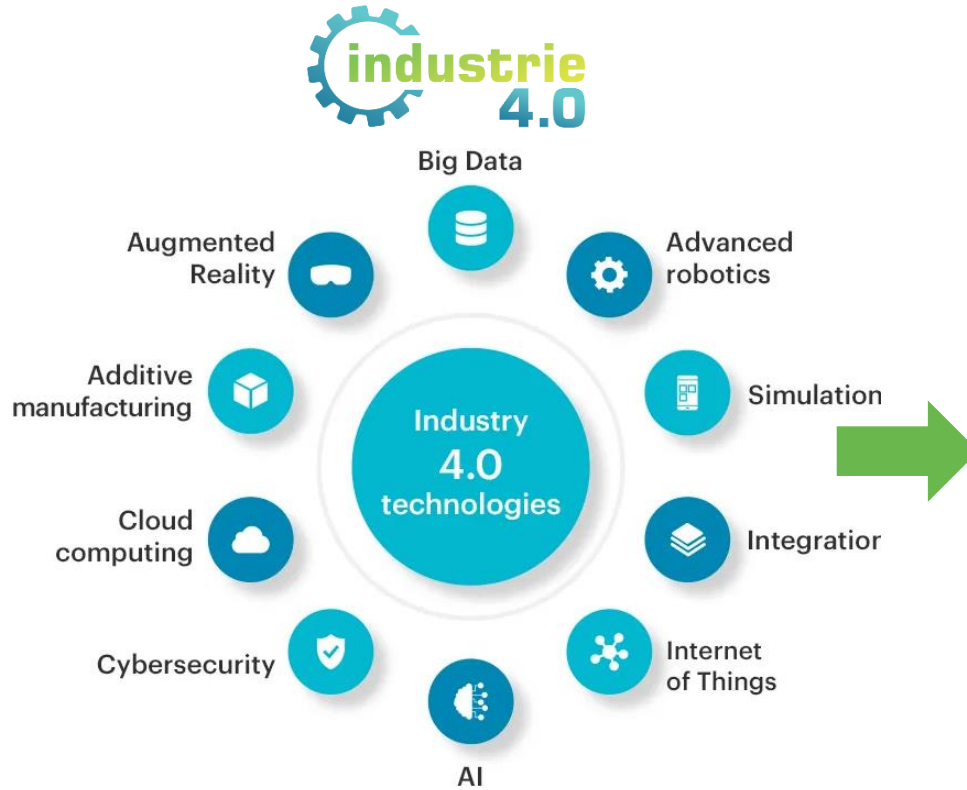 industrie
4.0
Big Data
Augmented
Reality
Advanced
robotics
Additive
manufacturing
Simulation
Industry
4.0
technologies
Cloud
computing
Integration
Cybersecurity
Internet
of Things
AI